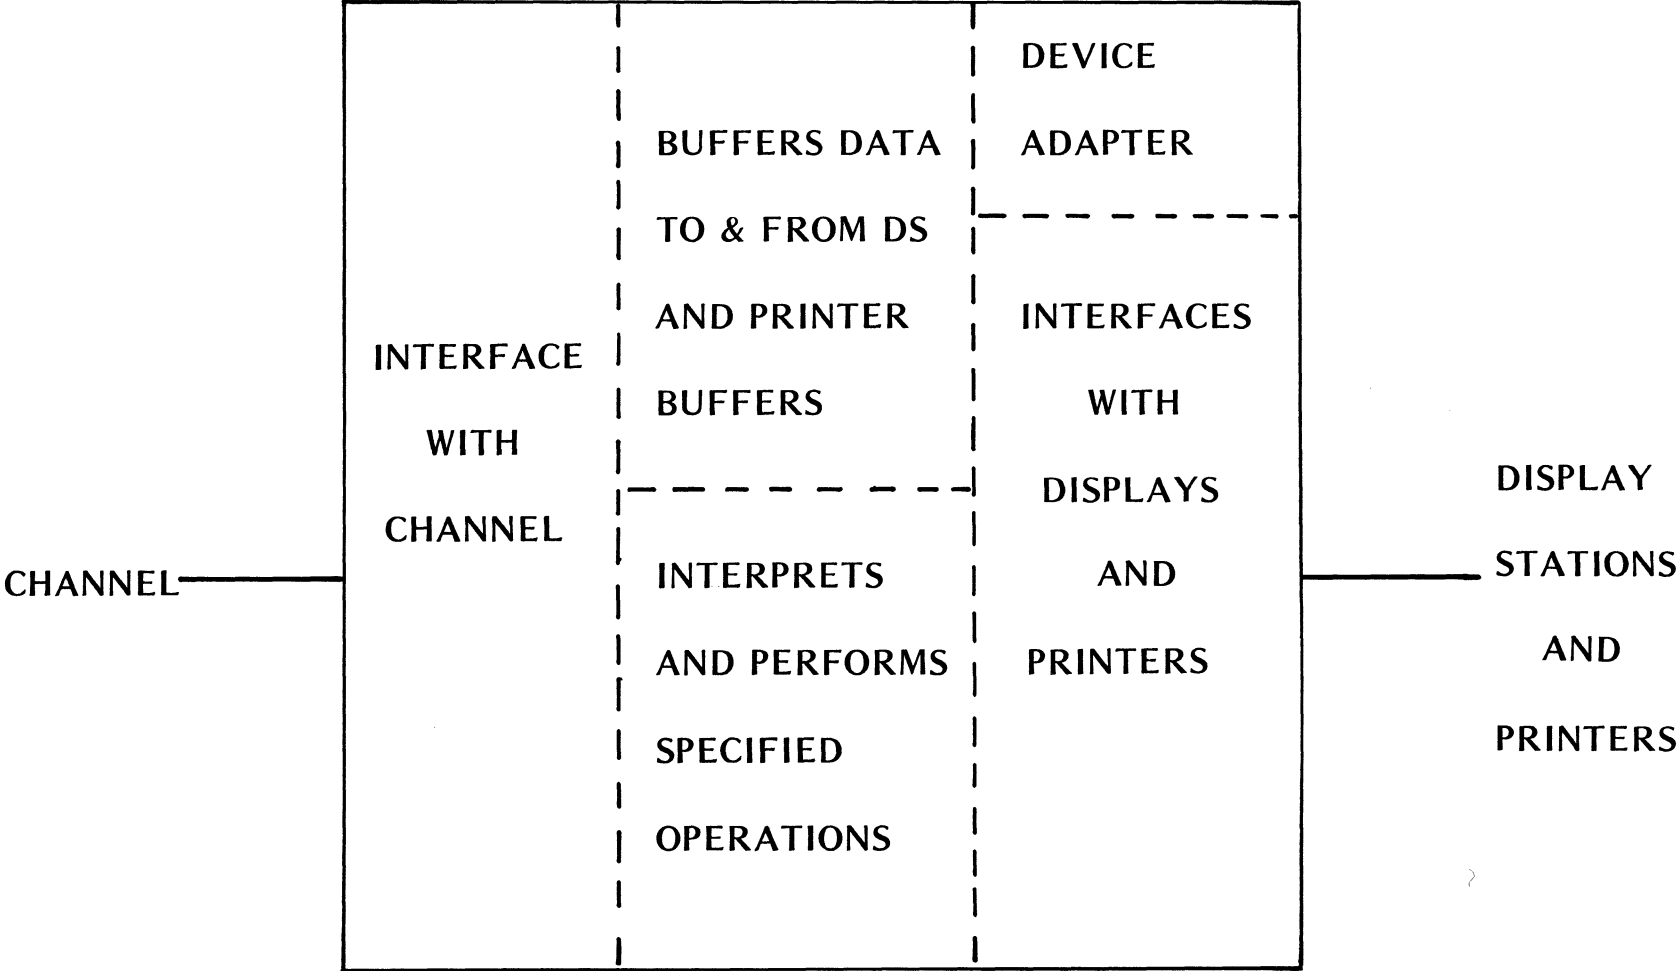 CHANNEL
INTERFACE
WITH
CHANNEL
BUFFERS DATA
TO & FROM DS
AND PRINTER
BUFFERS
INTERPRETS
AND PERFORMS
SPECIFIED
OPERATIONS
DEVICE
ADAPTER
INTERFACES
WITH
DISPLAYS
AND
PRINTERS
DISPLAY
STATIONS
AND
PRINTERS